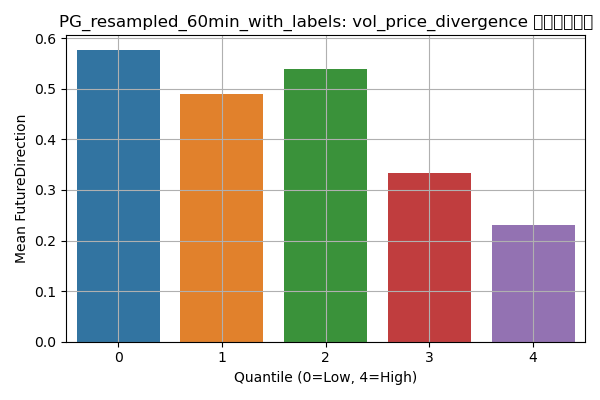 PG_resampled_60min_with_labels: vol_price_divergence
0.6
0.5
0.4
0.3
0.2
0.1
0.0
Mean FutureDirection
0 1 2 3 4
Quantile (0=Low, 4=High)